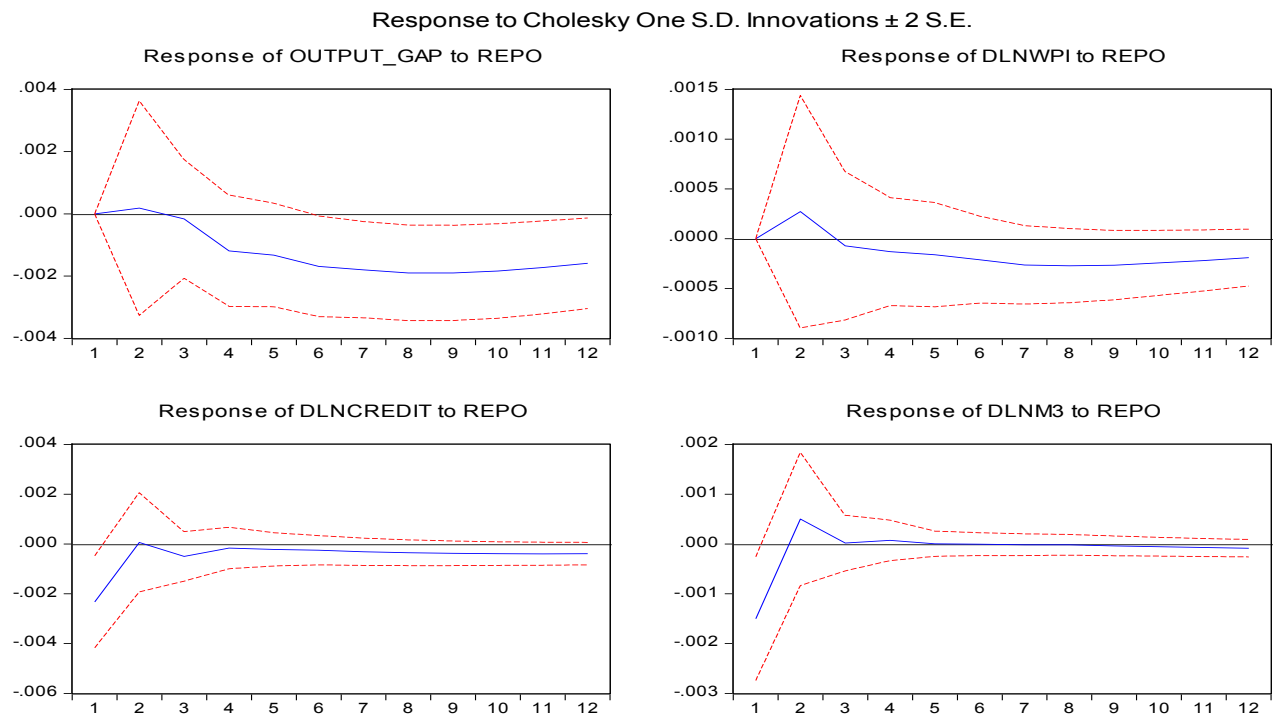 Response to Cholesky One S.D. Innovations ± 2 S.E.
Response of OUTPUT_GAP to REPO
.004
.002
.000
-.002
-.004
1 2 3 4 5 6 7 8 9 10 11 12
Response of DLNWPI to REPO
.0015
.0010
.0005
.0000
-.0005
-.0010
1 2 3 4 5 6 7 8 9 10 11 12
Response of DLNCREDIT to REPO
.004
.002
.000
-.002
-.004
-.006
1 2 3 4 5 6 7 8 9 10 11 12
Response of DLNM3 to REPO
.002
.001
.000
-.001
-.002
-.003
1 2 3 4 5 6 7 8 9 10 11 12